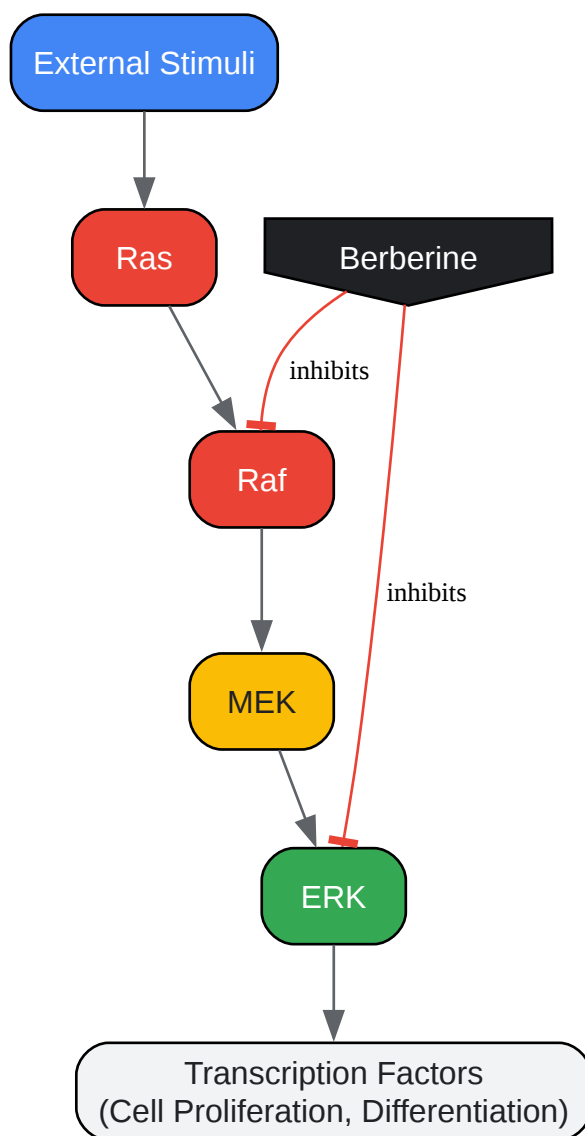 External Stimuli
Ras
Berberine
inhibits
Raf
inhibits
MEK
ERK
Transcription Factors
(Cell Proliferation, Differentiation)